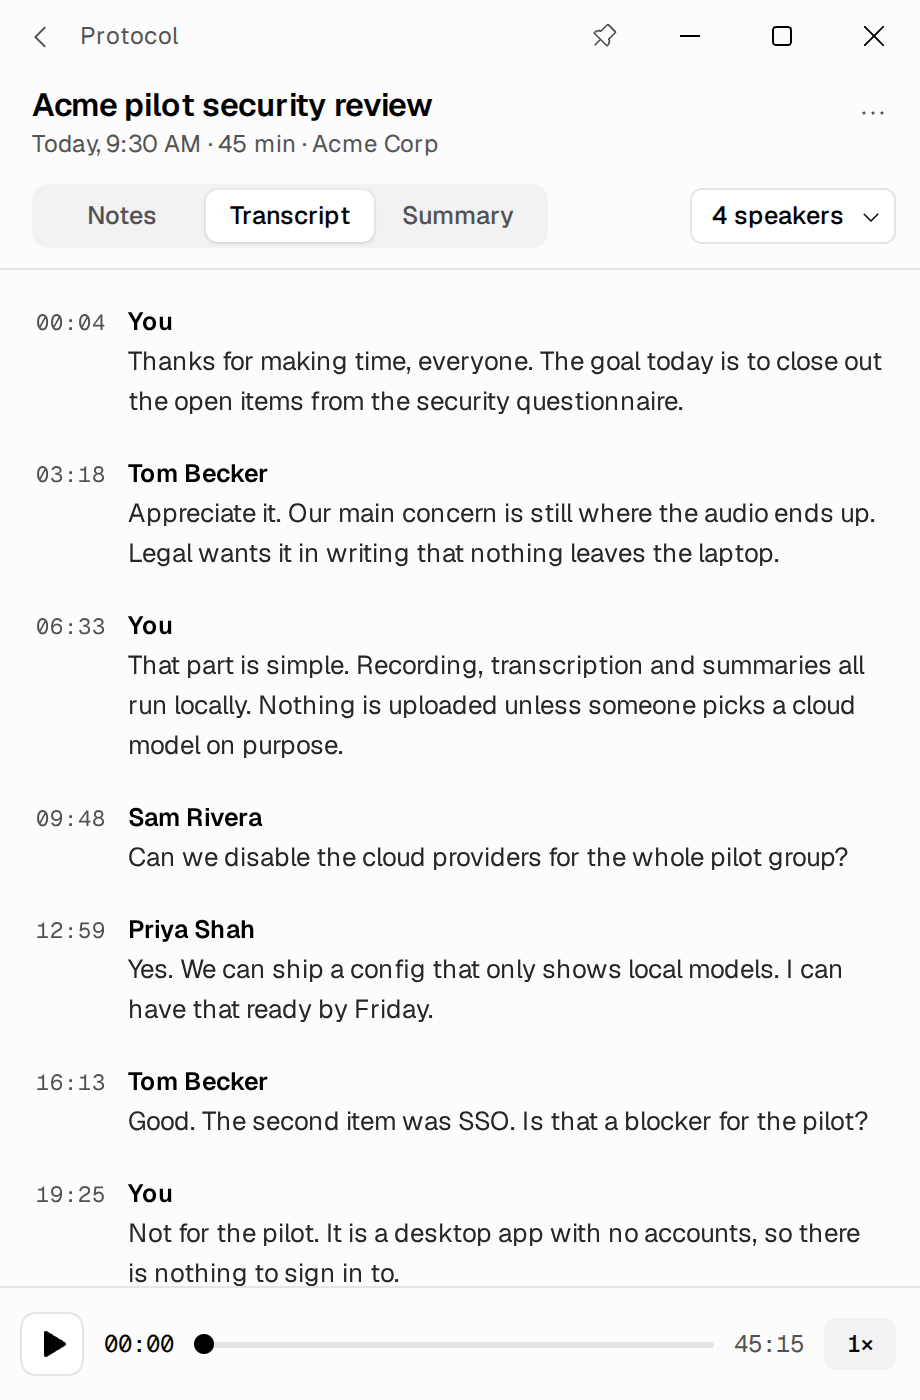 Protocol
Acme pilot security review
...
Today, 9:30 AM · 45 min · Acme Corp
Notes
Transcript
Summary
4 speakers
00:04 You
Thanks for making time, everyone. The goal today is to close out
the open items from the security questionnaire.
03:18 Tom Becker
Appreciate it. Our main concern is still where the audio ends up.
Legal wants it in writing that nothing leaves the laptop.
06:33 You
That part is simple. Recording, transcription and summaries all
run locally. Nothing is uploaded unless someone picks a cloud
model on purpose.
09:48 Sam Rivera
Can we disable the cloud providers for the whole pilot group?
12:59 Priya Shah
Yes. We can ship a config that only shows local models. I can
have that ready by Friday.
16:13 Tom Becker
Good. The second item was SSO. Is that a blocker for the pilot?
19:25 You
Not for the pilot. It is a desktop app with no accounts, so there
is nothing to sign in to.
00:00
45:15
1×